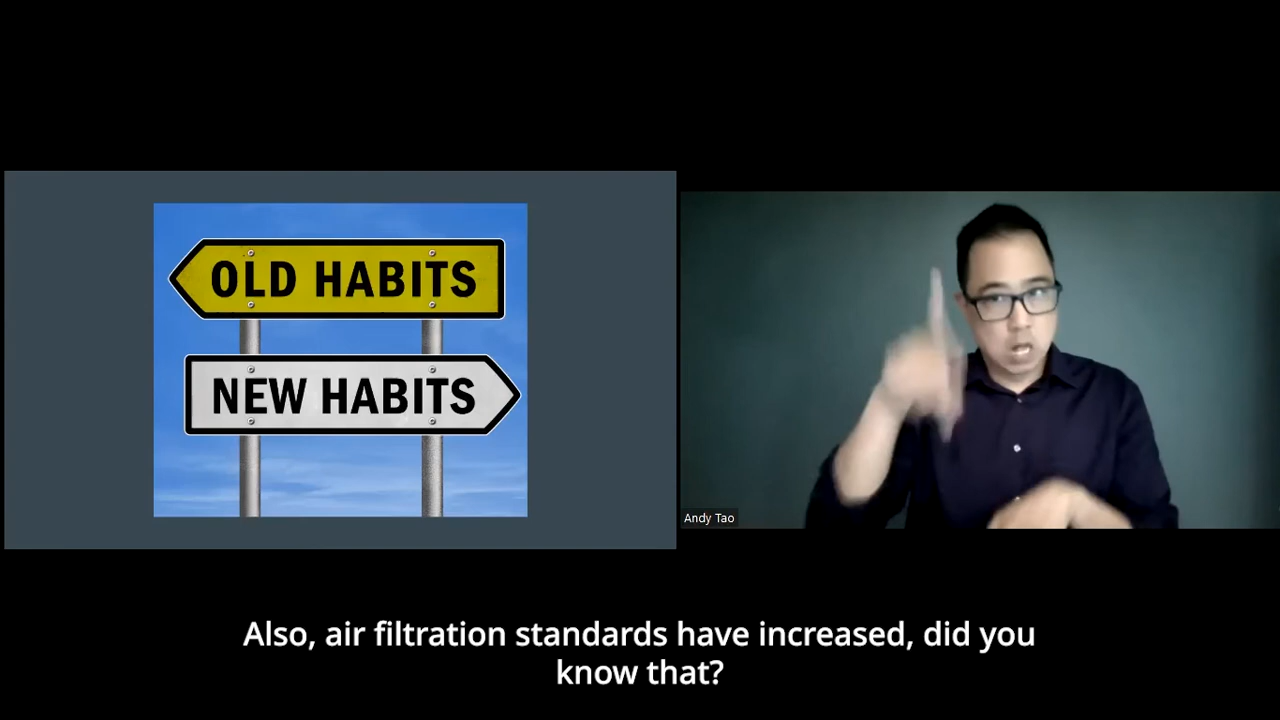 OLD HABITS
NEW HABITS
Andy Tao
Also, air filtration standards have increased, did you
know that?